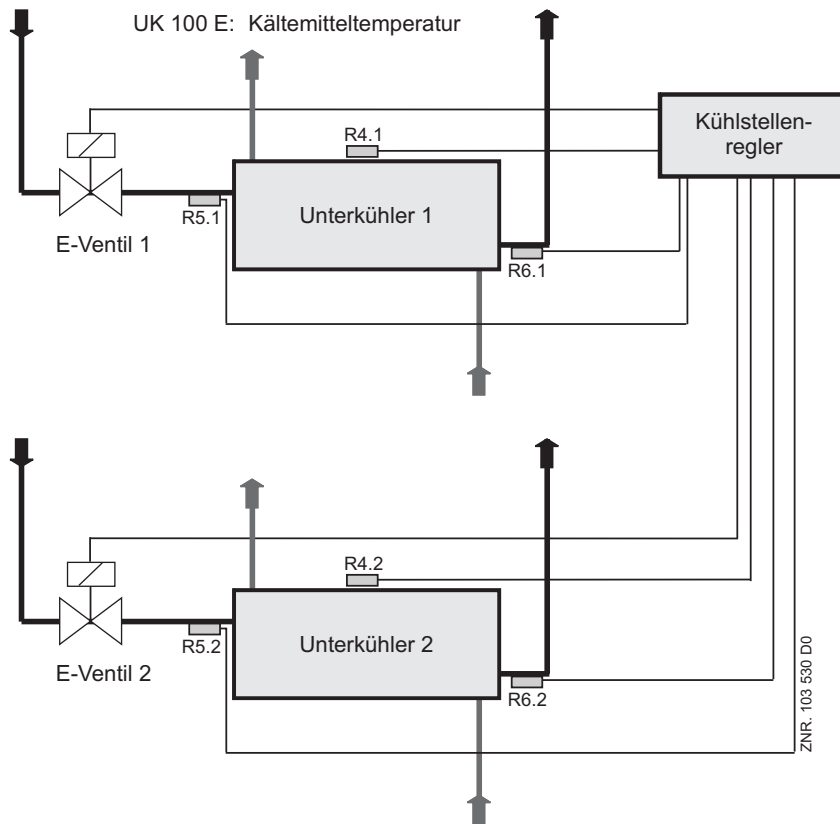 UK 100 E: Kältemitteltemperatur
Kühlstellen-
regler
R4.1
R5.1
Unterkühler 1
E-Ventil 1
R6.1
R4.2
R5.2
Unterkühler 2
E-Ventil 2
R6.2
ZNR. 103 530 D0